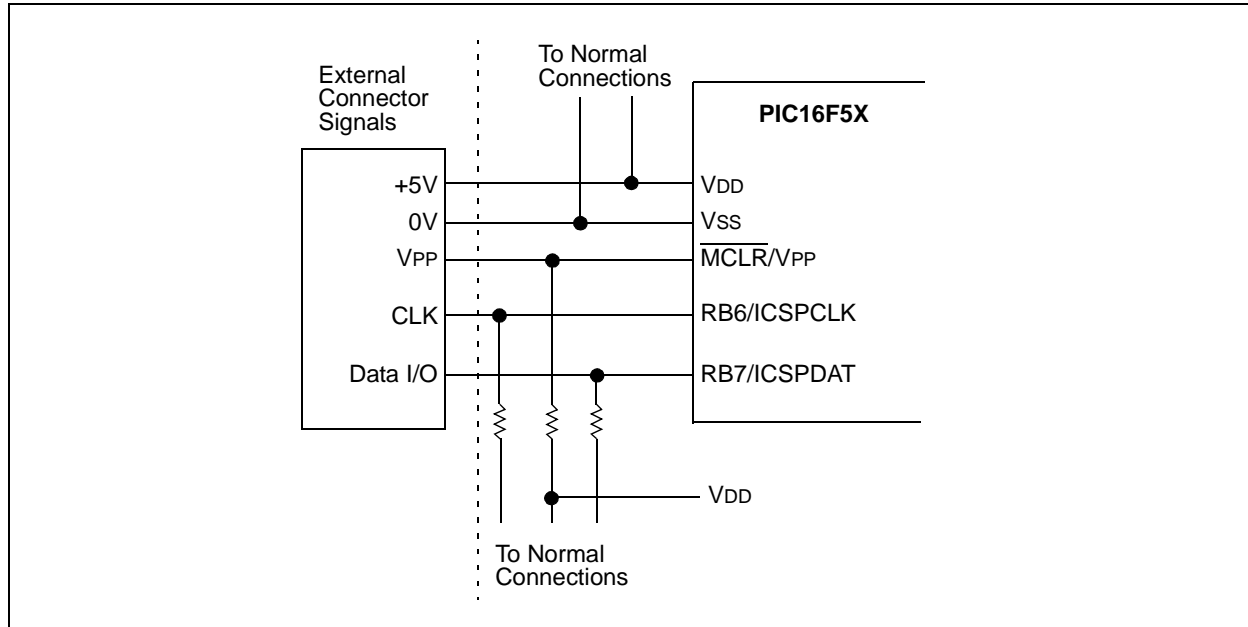 To Normal
Connections
External
Connector
Signals
PIC16F5X
+5V
VDD
0V
VSS
VPP
MCLR/VPP
CLK
RB6/ICSPCLK
Data I/O
RB7/ICSPDAT
VDD
To Normal
Connections